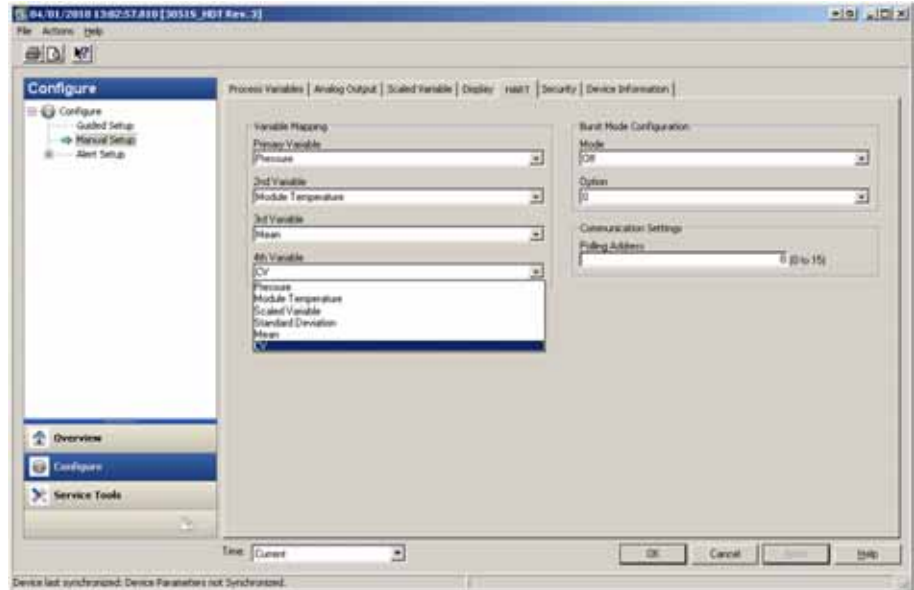 04/01/2010 13:02:57.810 [3051S_HDT Rev. 3]
File Actions Help
Configure
Configure
Guided Setup
Manual Setup
Alert Setup
Overview
Configure
Service Tools
Process Variables | Analog Output | Scaled Variable | Display | HART | Security | Device Information
Variable Mapping
Primary Variable
Pressure
2nd Variable
Module Temperature
3rd Variable
Mean
4th Variable
CV
Pressure
Module Temperature
Scaled Variable
Standard Deviation
Mean
CV
Burst Mode Configuration
Mode
Off
Option
0
Communication Settings
Polling Address
0 (0 to 15)
Time: Current
OK Cancel Help
Device last synchronized: Device Parameters not Synchronized.